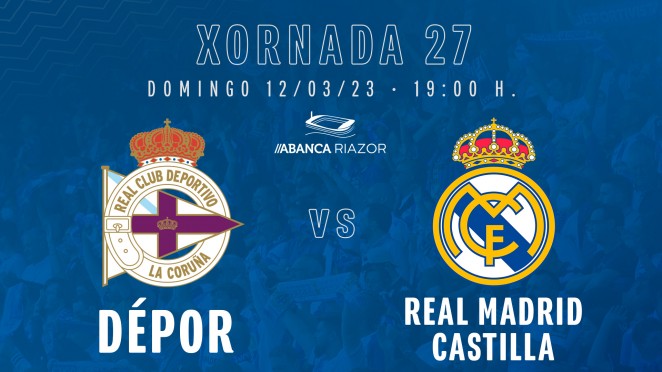 XORNADA 27
DOMINGO 12/03/23 · 19:00 H.
//ABANCA RIAZOR
REAL CLUB DEPORTIVO
LA CORUÑA
VS
DÉPOR
REAL MADRID
CASTILLA